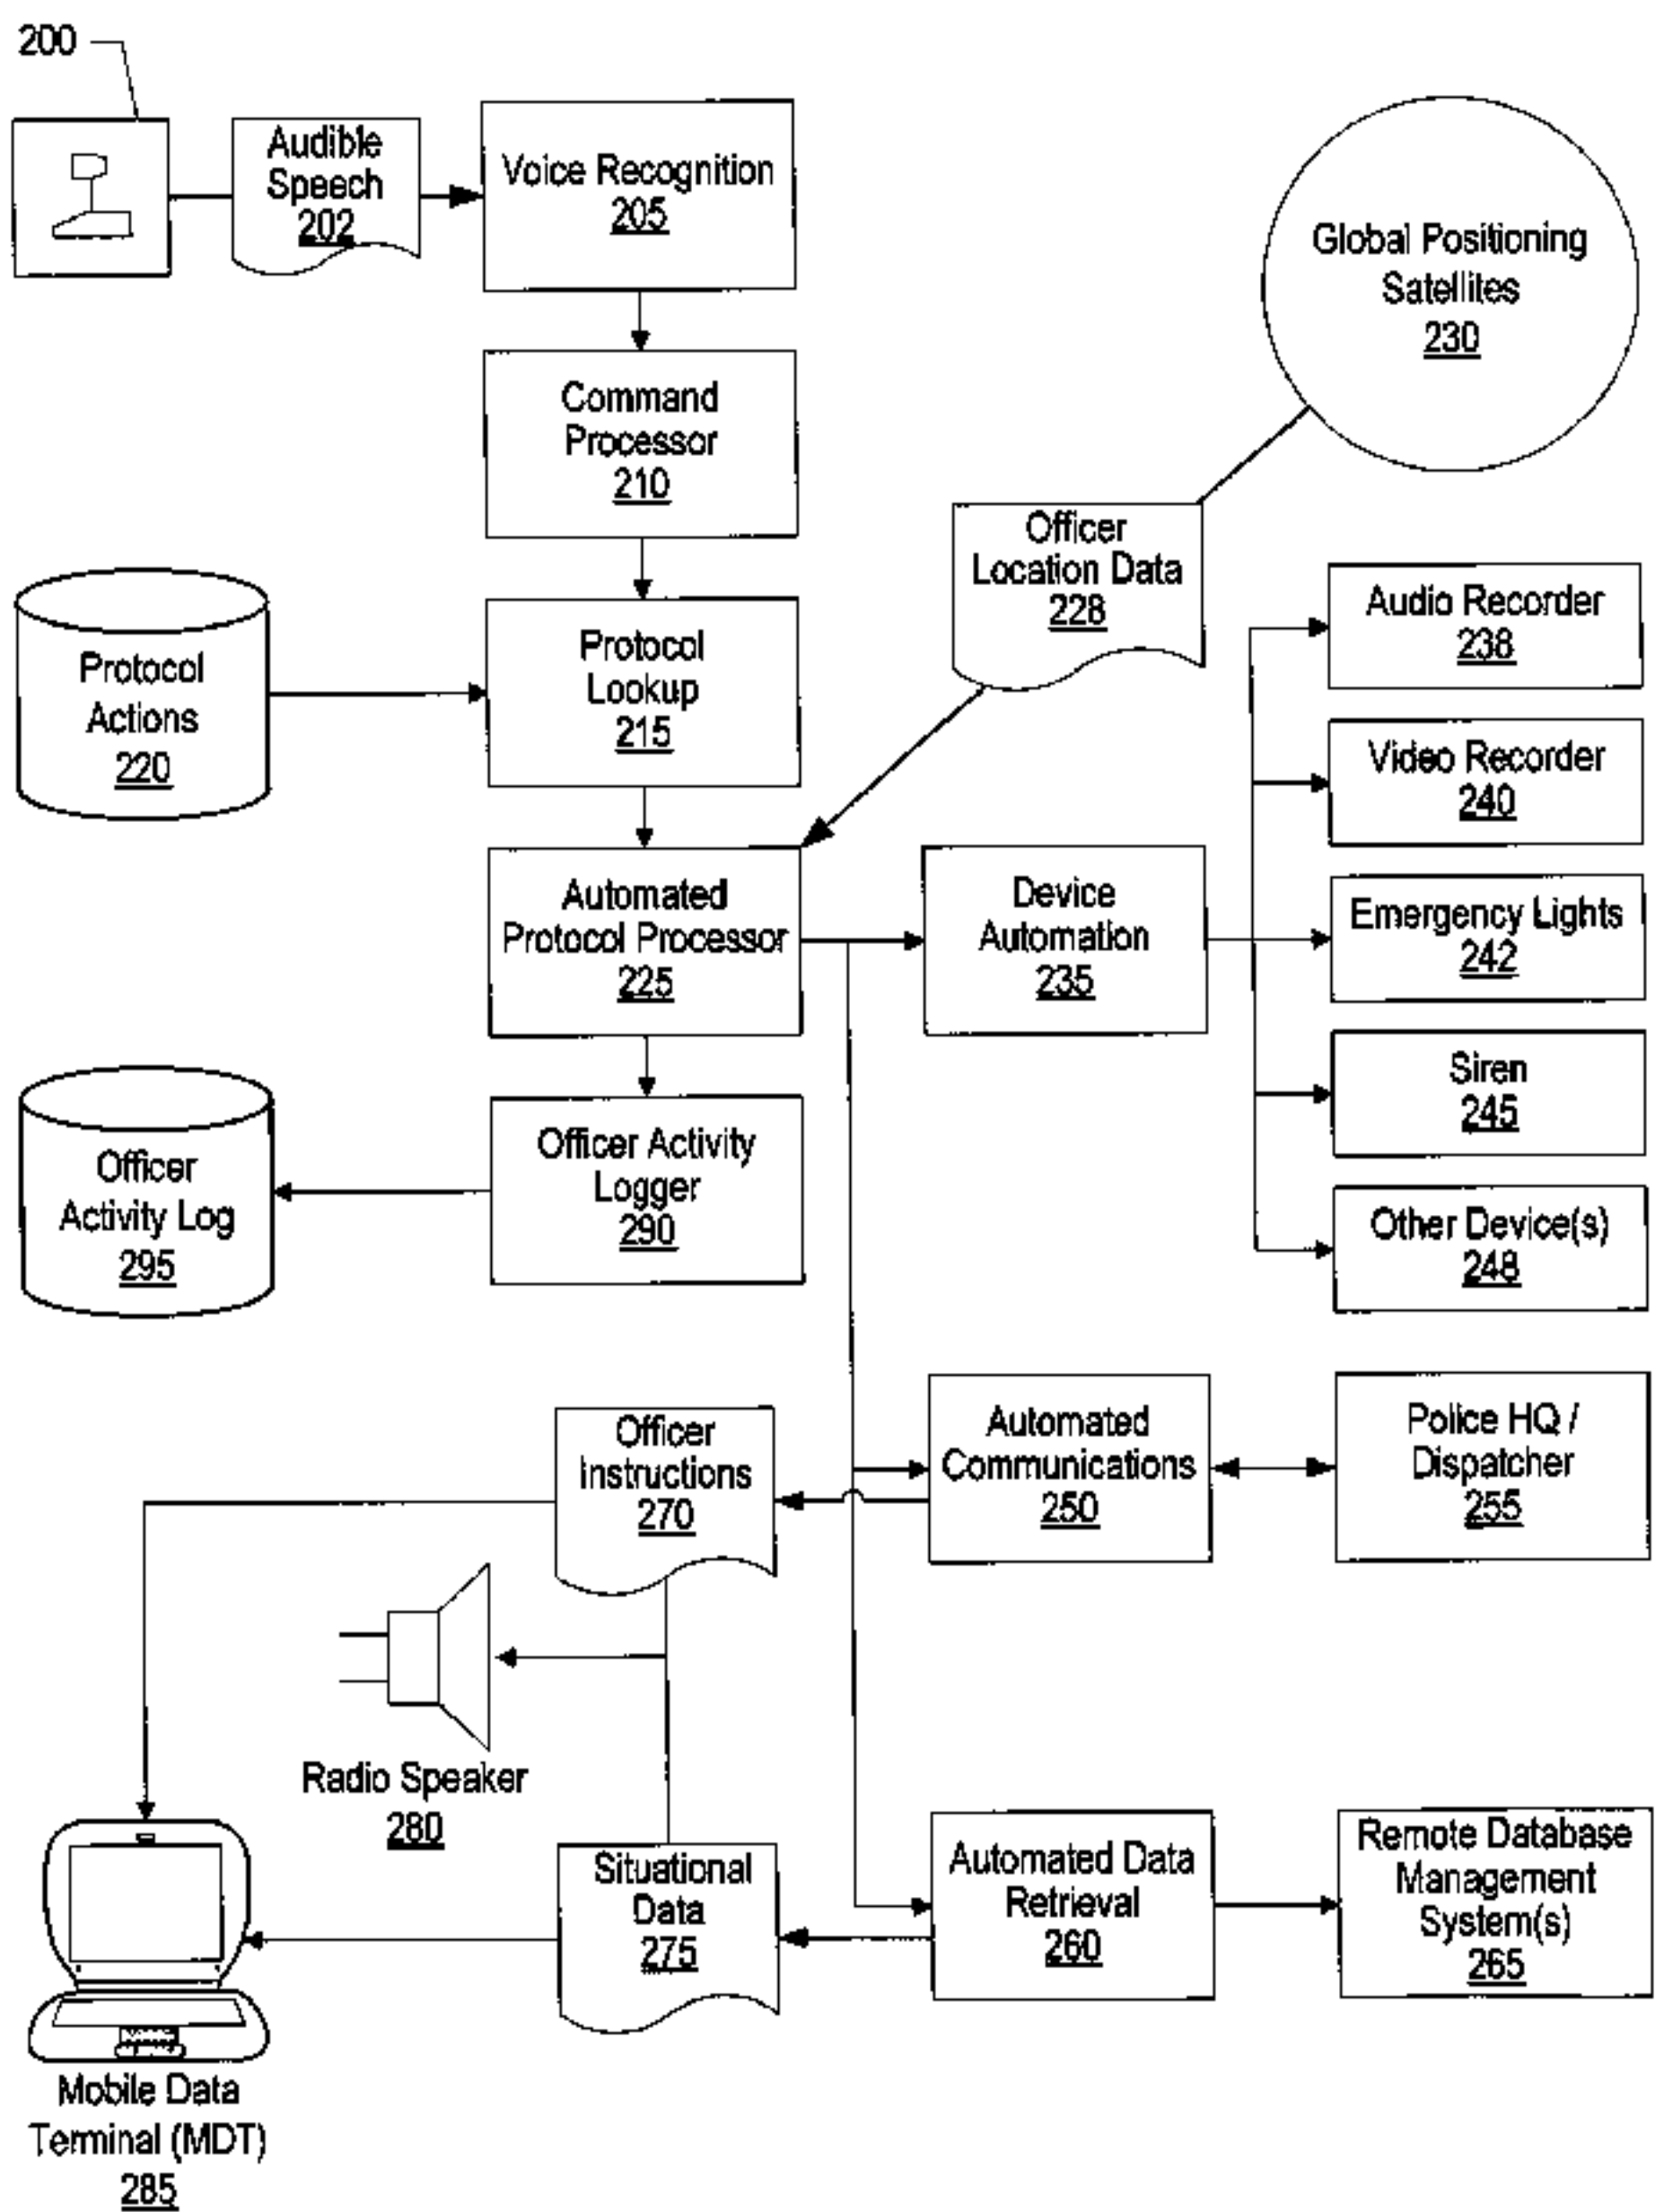 200
Audible
Speech
202
Voice Recognition
205
Global Positioning
Satellites
230
Command
Processor
210
Officer
Location Data
228
Protocol
Actions
220
Protocol
Lookup
215
Audio Recorder
238
Video Recorder
240
Automated
Protocol Processor
225
Device
Automation
235
Emergency Lights
242
Siren
245
Other Device(s)
248
Officer
Activity Log
295
Officer Activity
Logger
290
Officer
Instructions
270
Automated
Communications
250
Police HQ /
Dispatcher
255
Radio Speaker
280
Situational
Data
275
Automated Data
Retrieval
260
Remote Database
Management
System(s)
265
Mobile Data
Terminal (MDT)
285